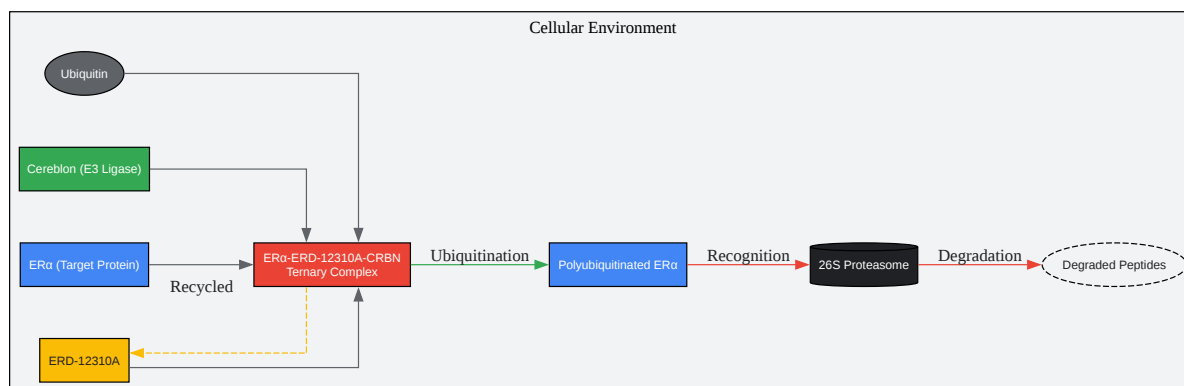 Cellular Environment
Ubiquitin
Cereblon (E3 Ligase)
ERα (Target Protein)
Recycled
ERα-ERD-12310A-CRBN
Ternary Complex
Ubiquitination
Polyubiquitinated ERα
Recognition
26S Proteasome
Degradation
Degraded Peptides
ERD-12310A